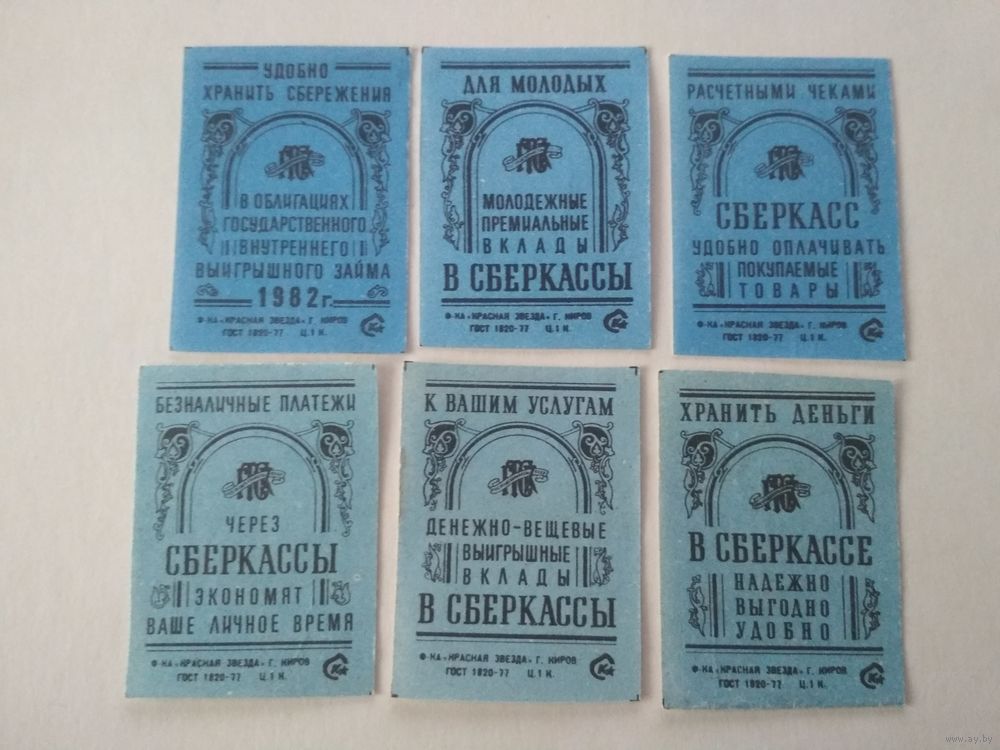 УДОБНО
ХРАНИТЬ СБЕРЕЖЕНИЯ
В ОБЛИГАЦИЯХ
ГОСУДАРСТВЕННОГО
ВНУТРЕННЕГО
ВЫИГРЫШНОГО ЗАЙМА
1982 г.
Ф-КА «КРАСНАЯ ЗВЕЗДА» Г. КИРОВ
ГОСТ 1820-77 Ц. 1 К.
ДЛЯ МОЛОДЫХ
МОЛОДЕЖНЫЕ
ПРЕМИАЛЬНЫЕ
ВКЛАДЫ
В СБЕРКАССЫ
Ф-КА «КРАСНАЯ ЗВЕЗДА» Г. КИРОВ
ГОСТ 1820-77 Ц. 1 К.
РАСЧЕТНЫМИ ЧЕКАМИ
СБЕРКАСС
УДОБНО ОПЛАЧИВАТЬ
ПОКУПАЕМЫЕ
ТОВАРЫ
Ф-КА «КРАСНАЯ ЗВЕЗДА» Г. КИРОВ
ГОСТ 1820-77 Ц. 1 К.
БЕЗНАЛИЧНЫЕ ПЛАТЕЖИ
ЧЕРЕЗ
СБЕРКАССЫ
ЭКОНОМЯТ
ВАШЕ ЛИЧНОЕ ВРЕМЯ
Ф-КА «КРАСНАЯ ЗВЕЗДА» Г. КИРОВ
ГОСТ 1820-77 Ц. 1 К.
К ВАШИМ УСЛУГАМ
ДЕНЕЖНО-ВЕЩЕВЫЕ
ВЫИГРЫШНЫЕ
ВКЛАДЫ
В СБЕРКАССЫ
Ф-КА «КРАСНАЯ ЗВЕЗДА» Г. КИРОВ
ГОСТ 1820-77 Ц. 1 К.
ХРАНИТЬ ДЕНЬГИ
В СБЕРКАССЕ
НАДЕЖНО
ВЫГОДНО
УДОБНО
Ф-КА «КРАСНАЯ ЗВЕЗДА» Г. КИРОВ
ГОСТ 1820-77 Ц. 1 К.
www.ay.by